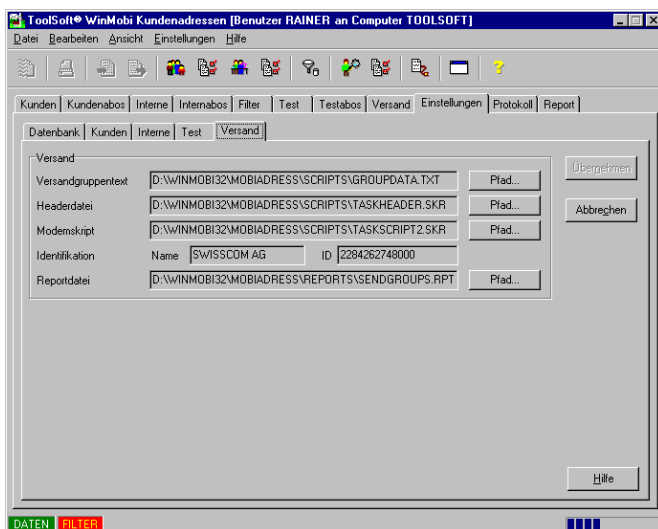 ToolSoft® WinMobi Kundenadressen [Benutzer RAINER an Computer TOOLSOFT]
Datei Bearbeiten Ansicht Einstellungen Hilfe
Kunden Kundenabos Interne Internabos Filter Test Testabos Versand Einstellungen Protokoll Report
Datenbank Kunden Interne Test Versand
Versand
Versandgruppentext D:\WINMOBI32\MOBIADRESS\SCRIPTS\GROUPDATA.TXT Pfad... Übergehmen
Headerdatei D:\WINMOBI32\MOBIADRESS\SCRIPTS\TASKHEADER.SKR Pfad... Abbrechen
Modemskript D:\WINMOBI32\MOBIADRESS\SCRIPTS\TASKSCRIPT2.SKR Pfad...
Identifikation Name SWISSCOM AG ID 2284262748000
Reportdatei D:\WINMOBI32\MOBIADRESS\REPORTS\SENDGROUPS.RPT Pfad...
Hilfe
DATEN FILTER